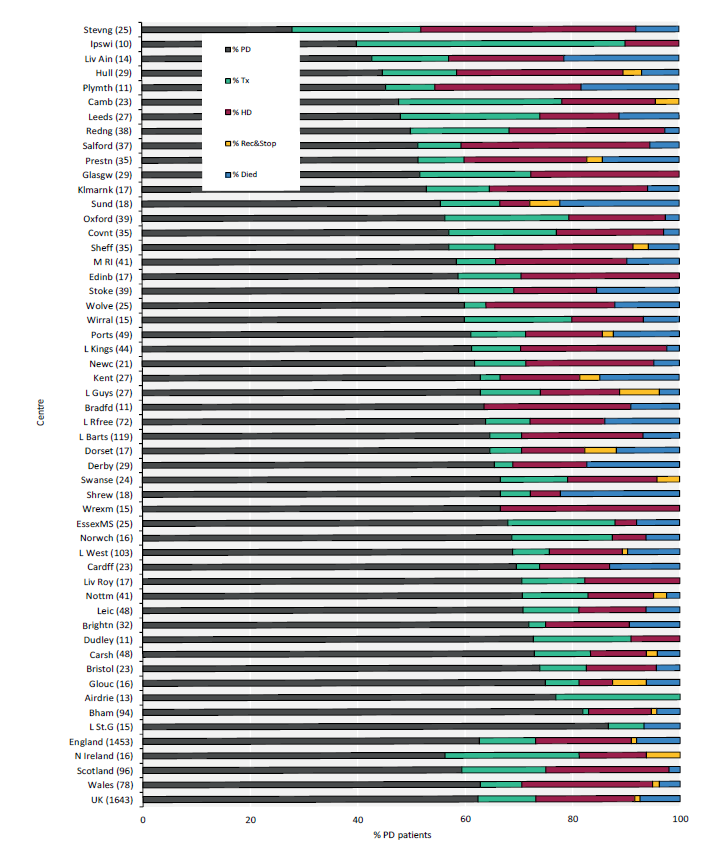 Stevng (25)
Ipswi (10)
Liv Ain (14)
Hull (29)
Plymth (11)
Camb (23)
Leeds (27)
Redng (38)
Salford (37)
Prestn (35)
Glasgw (29)
Klmarnk (17)
Sund (18)
Oxford (39)
Covnt (35)
Sheff (35)
M RI (41)
Edinb (17)
Stoke (39)
Wolve (25)
Wirral (15)
Ports (49)
L Kings (44)
Newc (21)
Kent (27)
L Guys (27)
Bradfd (11)
L Rfree (72)
L Barts (119)
Dorset (17)
Derby (29)
Swanse (24)
Shrew (18)
Wrexm (15)
EssexMS (25)
Norwch (16)
L West (103)
Cardff (23)
Liv Roy (17)
Nottm (41)
Leic (48)
Brightn (32)
Dudley (11)
Carsh (48)
Bristol (23)
Glouc (16)
Airdrie (13)
Bham (94)
L St.G (15)
England (1453)
N Ireland (16)
Scotland (96)
Wales (78)
UK (1643)
% PD
% Tx
% HD
% Rec&Stop
% Died
Centre
0 20 40 60 80 100
% PD patients